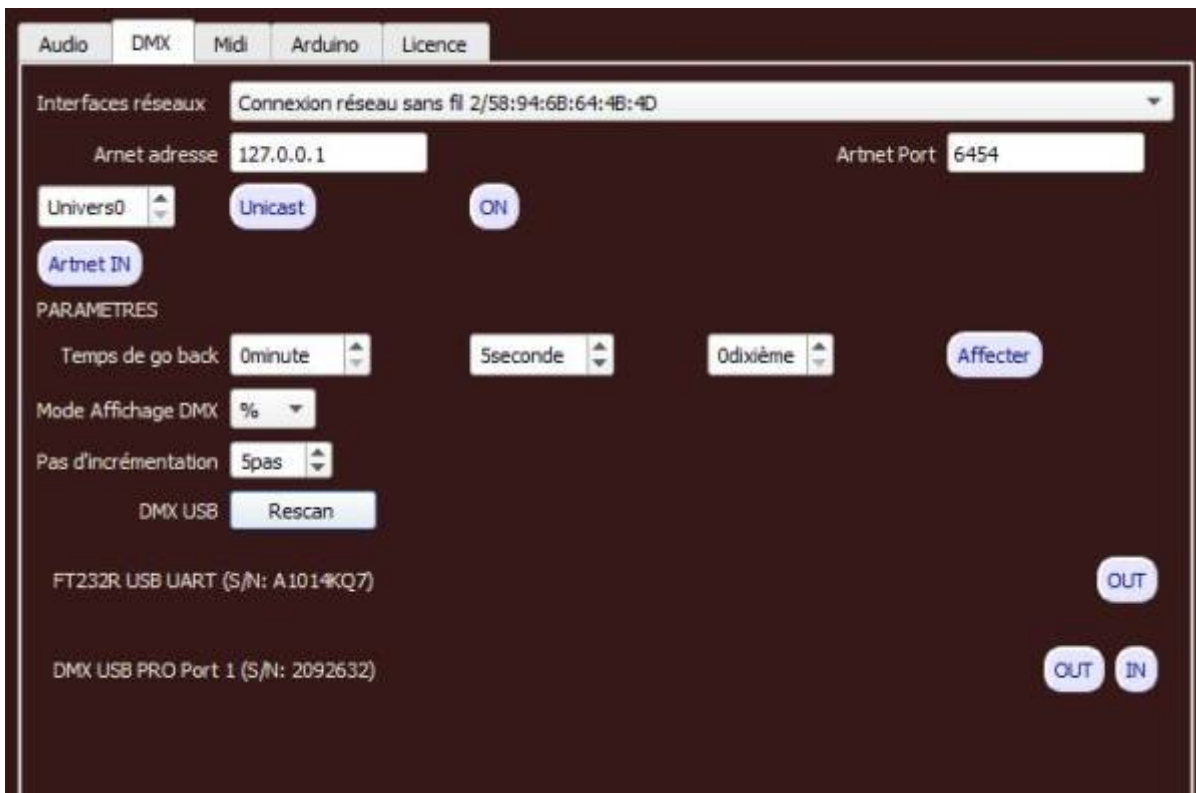 Audio DMX Midi Arduino Licence
Interfaces réseaux Connexion réseau sans fil 2/58:94:6B:64:4B:4D
Arnet adresse 127.0.0.1 Artnet Port 6454
Univers0 Unicast ON
Artnet IN
PARAMETRES
Temps de go back 0minute 5seconde 0dixième Affecter
Mode Affichage DMX %
Pas d'incrémentation 5pas
DMX USB Rescan
FT232R USB UART (S/N: A1014KQ7) OUT
DMX USB PRO Port 1 (S/N: 2092632) OUT IN